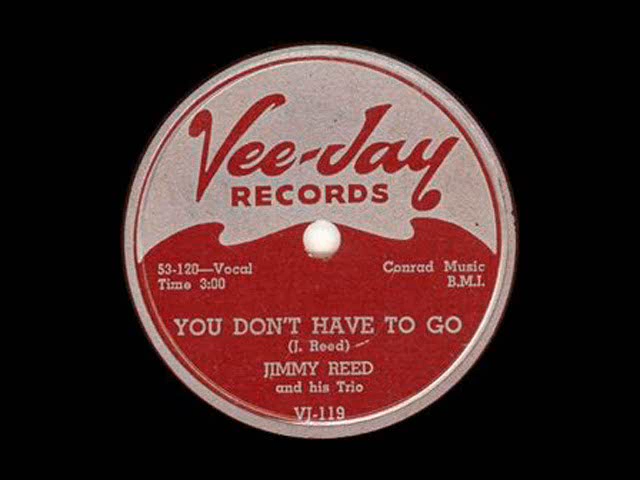 Vee-Jay
RECORDS
53-120—Vocal
Time 3:00
Conrad Music
B.M.I.
YOU DON'T HAVE TO GO
(J. Reed)
JIMMY REED
and his Trio
VJ-119